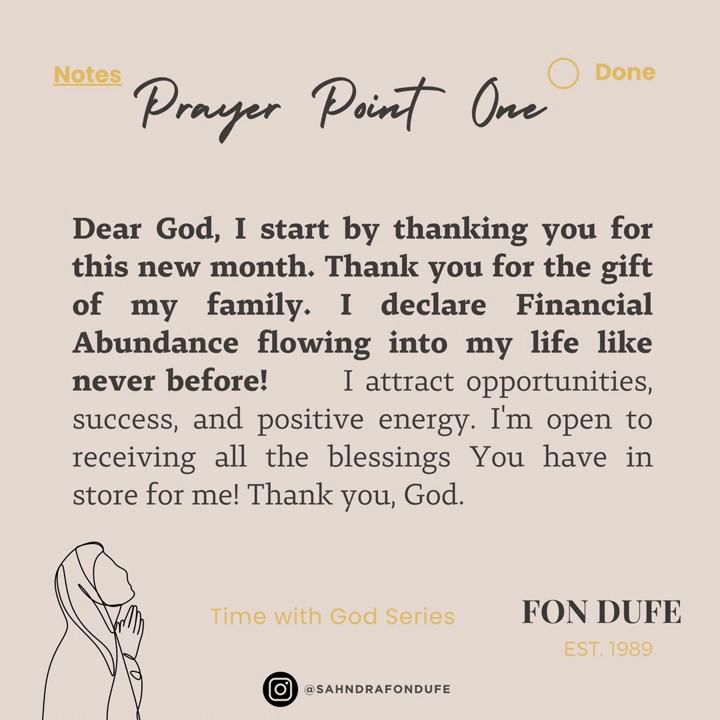 Notes
Done
Prayer Point One
Dear God, I start by thanking you for
this new month. Thank you for the gift
of my family. I declare Financial
Abundance flowing into my life like
never before! I attract opportunities,
success, and positive energy. I'm open to
receiving all the blessings You have in
store for me! Thank you, God.
Time with God Series
FON DUFE
EST. 1989
@SAHNDRAFONDUFE